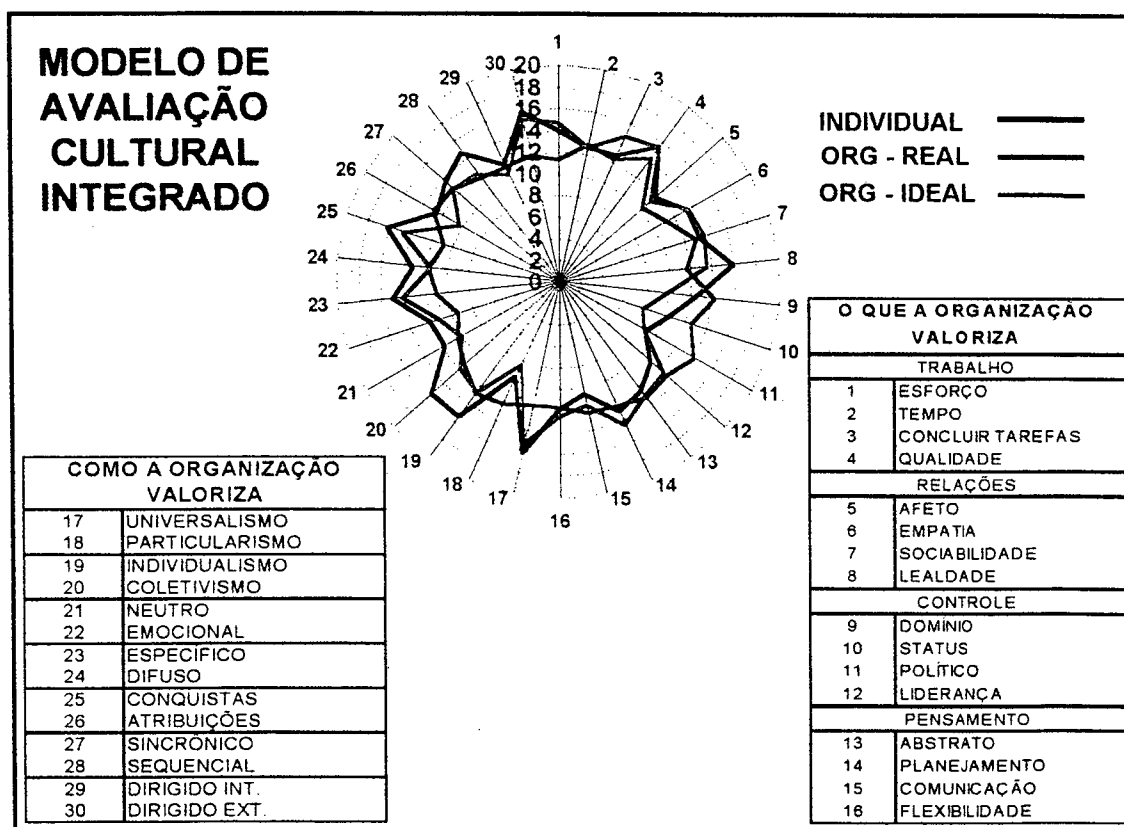 MODELO DE
AVALIAÇÃO
CULTURAL
INTEGRADO
1
2
3
4
5
6
7
8
9
10
11
12
13
14
15
16
17
18
19
20
21
22
23
24
25
26
27
28
29
30
20
18
16
14
12
10
8
6
4
2
0
INDIVIDUAL
ORG - REAL
ORG - IDEAL
COMO A ORGANIZAÇÃO
VALORIZA
17 UNIVERSALISMO
18 PARTICULARISMO
19 INDIVIDUALISMO
20 COLETIVISMO
21 NEUTRO
22 EMOCIONAL
23 ESPECÍFICO
24 DIFUSO
25 CONQUISTAS
26 ATRIBUIÇÕES
27 SINCRÔNICO
28 SEQUENCIAL
29 DIRIGIDO INT.
30 DIRIGIDO EXT.
O QUE A ORGANIZAÇÃO
VALORIZA
TRABALHO
1 ESFORÇO
2 TEMPO
3 CONCLUIR TAREFAS
4 QUALIDADE
RELAÇÕES
5 AFETO
6 EMPATIA
7 SOCIABILIDADE
8 LEALDADE
CONTROLE
9 DOMÍNIO
10 STATUS
11 POLÍTICO
12 LIDERANÇA
PENSAMENTO
13 ABSTRATO
14 PLANEJAMENTO
15 COMUNICAÇÃO
16 FLEXIBILIDADE